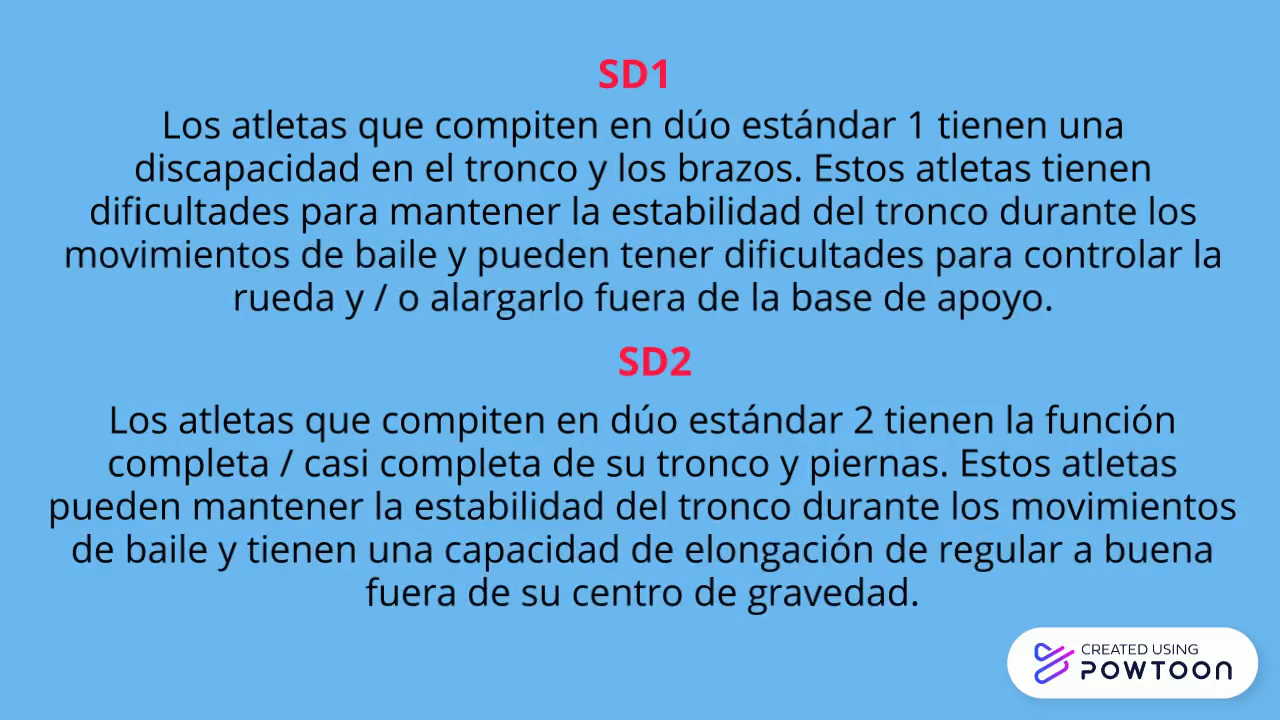 SD1
Los atletas que compiten en dúo estándar 1 tienen una
discapacidad en el tronco y los brazos. Estos atletas tienen
dificultades para mantener la estabilidad del tronco durante los
movimientos de baile y pueden tener dificultades para controlar la
rueda y / o alargarlo fuera de la base de apoyo.
SD2
Los atletas que compiten en dúo estándar 2 tienen la función
completa / casi completa de su tronco y piernas. Estos atletas
pueden mantener la estabilidad del tronco durante los movimientos
de baile y tienen una capacidad de elongación de regular a buena
fuera de su centro de gravedad.
CREATED USING
POWTOON